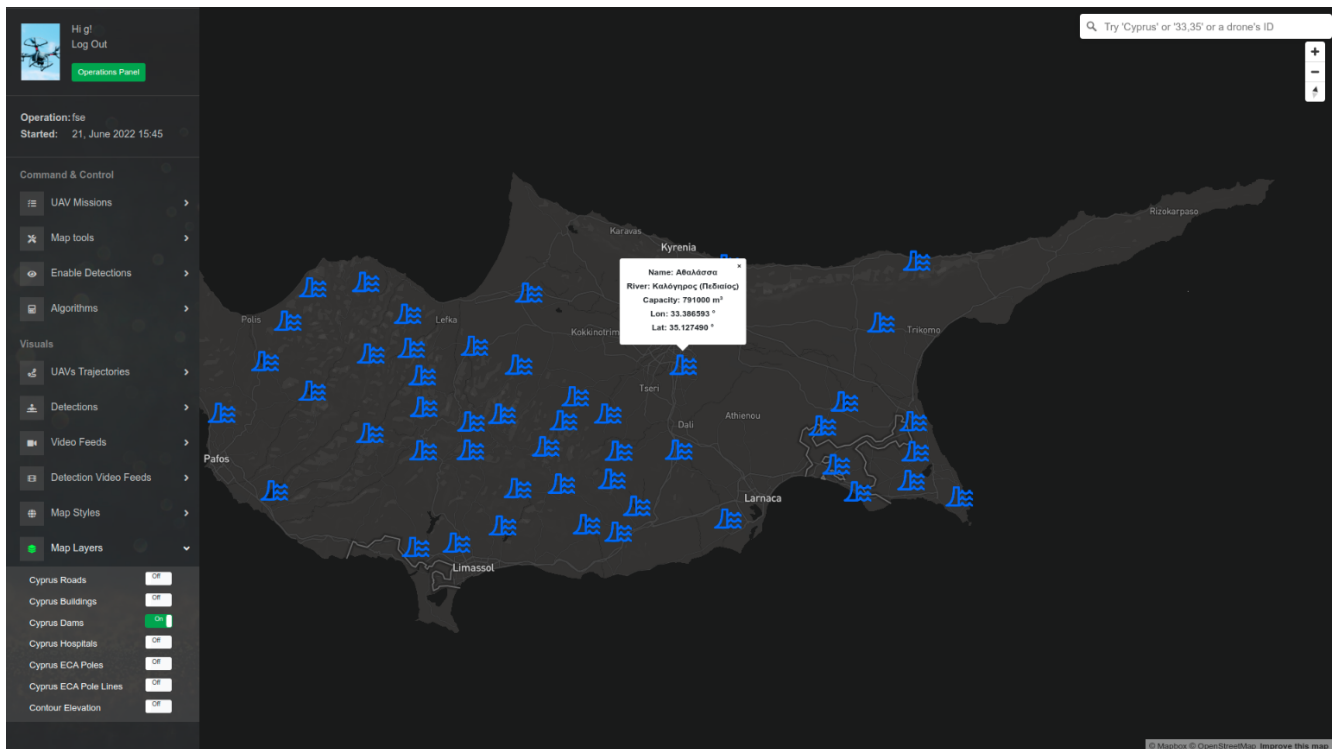 Hi g!
Log Out
Operations Panel
Operation: fse
Started: 21, June 2022 15:45
Command & Control
UAV Missions
Map tools
Enable Detections
Algorithms
Visuals
UAVs Trajectories
Detections
Video Feeds
Detection Video Feeds
Map Styles
Map Layers
Cyprus Roads Off
Cyprus Buildings Off
Cyprus Dams On
Cyprus Hospitals Off
Cyprus ECA Poles Off
Cyprus ECA Pole Lines Off
Contour Elevation Off
Try 'Cyprus' or '33,35' or a drone's ID
Rizokarpaso
Karavas
Kyrenia
Name: Αθαλάσσα
River: Καλόγηρος (Πεδιαίος)
Capacity: 791000 m³
Lon: 33.386593 °
Lat: 35.127490 °
Polis
Lefka
Kokkinotrim
Trikomo
Tseri
Athienou
Dali
Pafos
Larnaca
Limassol
© Mapbox © OpenStreetMap Improve this map